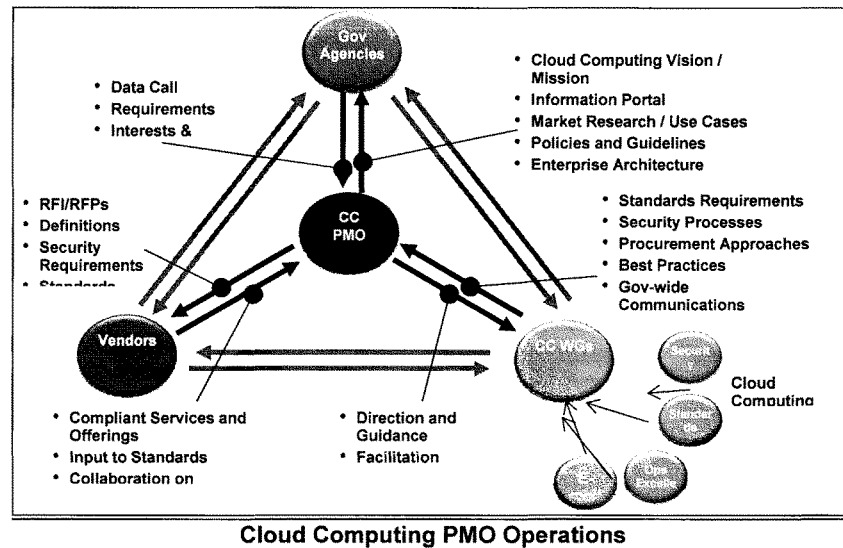 Gov
Agencies
• Data Call
• Requirements
• Interests &
• Cloud Computing Vision /
Mission
• Information Portal
• Market Research / Use Cases
• Policies and Guidelines
• Enterprise Architecture
• RFI/RFPs
• Definitions
• Security
Requirements
• Standards
CC
PMO
• Standards Requirements
• Security Processes
• Procurement Approaches
• Best Practices
• Gov-wide
Communications
Vendors
CC WGs
Cloud
Computing
• Compliant Services and
Offerings
• Input to Standards
• Collaboration on
• Direction and
Guidance
• Facilitation
Cloud Computing PMO Operations